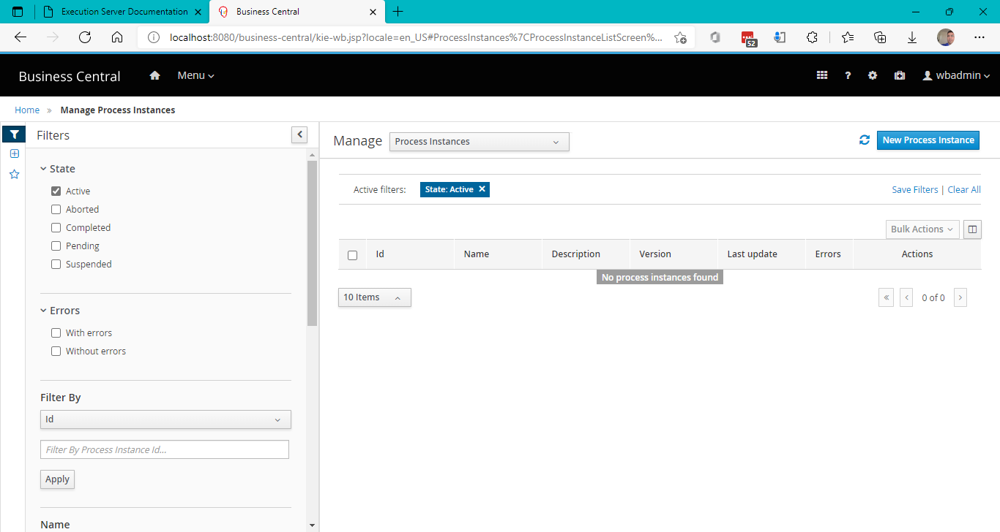 Execution Server Documentation
Business Central
localhost:8080/business-central/kie-wb.jsp?locale=en_US#ProcessInstances%7CProcessInstanceListScreen%...
52
Business Central
Menu
?
wbadmin
Home » Manage Process Instances
Filters
State
Active
Aborted
Completed
Pending
Suspended
Errors
With errors
Without errors
Filter By
Id
Filter By Process Instance Id...
Apply
Name
Manage
Process Instances
New Process Instance
Active filters:
State: Active ×
Save Filters | Clear All
Bulk Actions
Id Name Description Version Last update Errors Actions
No process instances found
10 Items
« ‹ 0 of 0 ›